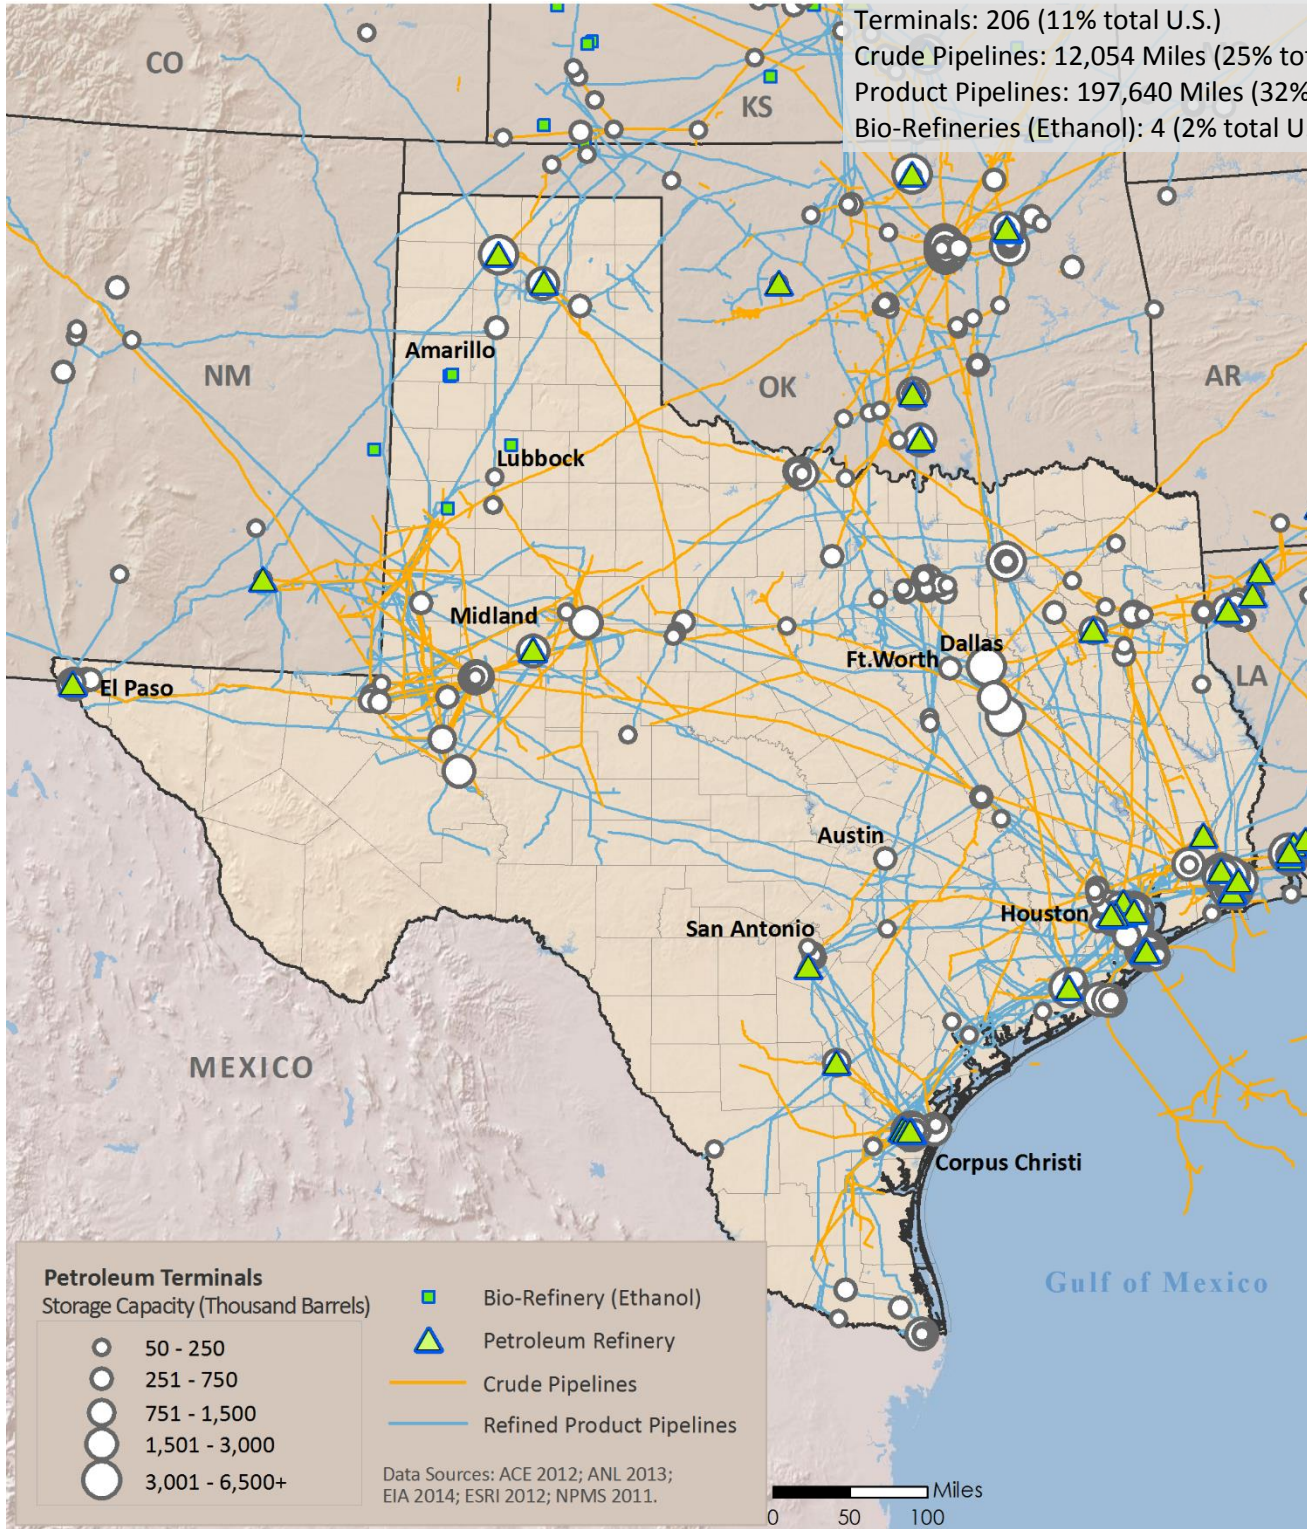 Terminals: 206 (11% total U.S.)
Crude Pipelines: 12,054 Miles (25% tot
Product Pipelines: 197,640 Miles (32%
Bio-Refineries (Ethanol): 4 (2% total U
CO
KS
NM
Amarillo
OK
AR
Lubbock
Midland
Dallas
Ft.Worth
LA
El Paso
Austin
Houston
San Antonio
MEXICO
Corpus Christi
Gulf of Mexico
Petroleum Terminals
Storage Capacity (Thousand Barrels)
50 - 250
251 - 750
751 - 1,500
1,501 - 3,000
3,001 - 6,500+
Bio-Refinery (Ethanol)
Petroleum Refinery
Crude Pipelines
Refined Product Pipelines
Data Sources: ACE 2012; ANL 2013;
EIA 2014; ESRI 2012; NPMS 2011.
Miles
0 50 100